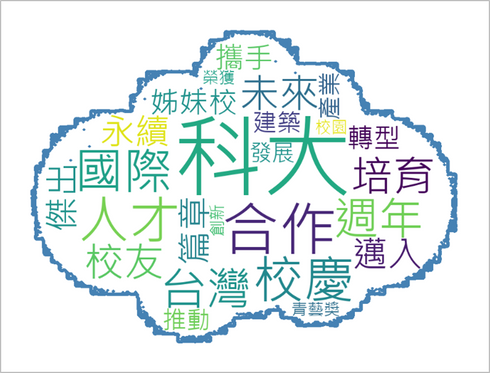 攜手
榮獲
姊妹校
未來
產業
永續
建築
校園
科大
轉型
國際
發展
培育
傑出
人才
篇章
創新
合作
週年
校友
邁入
台灣
校慶
推動
青藝獎